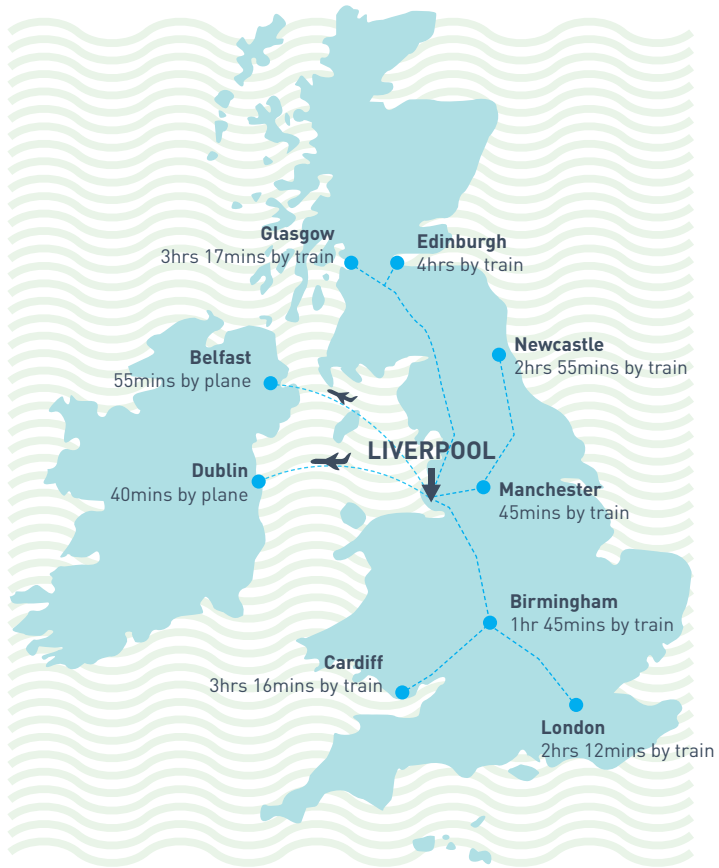 Glasgow
3hrs 17mins by train
Edinburgh
4hrs by train
Newcastle
2hrs 55mins by train
Belfast
55mins by plane
LIVERPOOL
Dublin
40mins by plane
Manchester
45mins by train
Birmingham
1hr 45mins by train
Cardiff
3hrs 16mins by train
London
2hrs 12mins by train